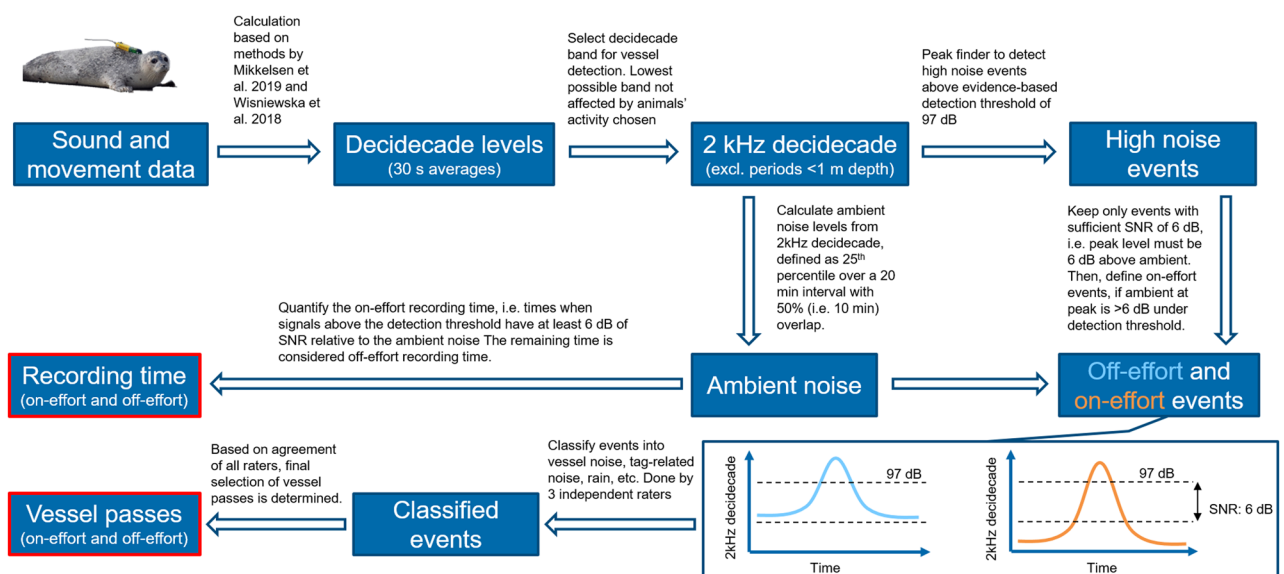 Calculation
based on
methods by
Mikkelsen et
al. 2019 and
Wisniewska et
al. 2018
Select decidecade
band for vessel
detection. Lowest
possible band not
affected by animals'
activity chosen
Peak finder to detect
high noise events
above evidence-based
detection threshold of
97 dB
Sound and
movement data
Decidecade levels
(30 s averages)
2 kHz decidecade
(excl. periods <1 m depth)
High noise
events
Calculate ambient
noise levels from
2kHz decidecade,
defined as 25th
percentile over a 20
min interval with
50% (i.e. 10 min)
overlap.
Keep only events with
sufficient SNR of 6 dB,
i.e. peak level must be
6 dB above ambient.
Then, define on-effort
events, if ambient at
peak is >6 dB under
detection threshold.
Quantify the on-effort recording time, i.e. times when
signals above the detection threshold have at least 6 dB of
SNR relative to the ambient noise The remaining time is
considered off-effort recording time.
Recording time
(on-effort and off-effort)
Ambient noise
Off-effort and
on-effort events
Based on agreement
of all raters, final
selection of vessel
passes is determined.
Classify events into
vessel noise, tag-related
noise, rain, etc. Done by
3 independent raters
Vessel passes
(on-effort and off-effort)
Classified
events
2kHz decidecade
97 dB
Time
2kHz decidecade
97 dB
SNR: 6 dB
Time